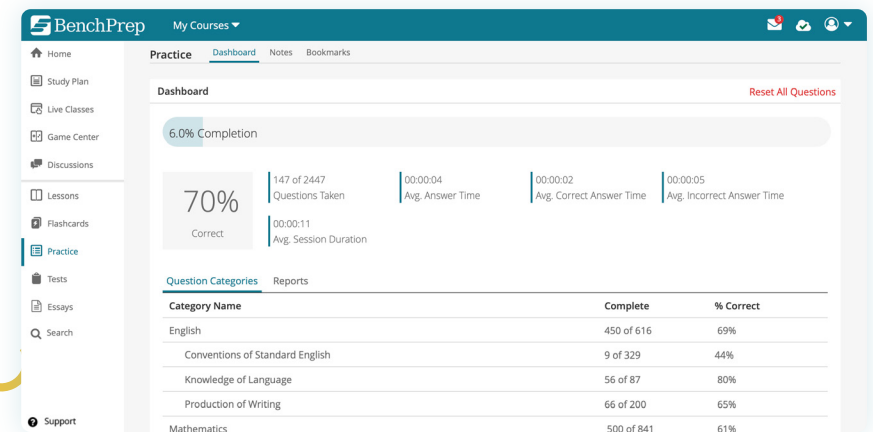 BenchPrep
My Courses
3
Home
Study Plan
Live Classes
Game Center
Discussions
Lessons
Flashcards
Practice
Tests
Essays
Search
Support
Practice Dashboard Notes Bookmarks
Dashboard Reset All Questions
6.0% Completion
70%
Correct
147 of 2447
Questions Taken
00:00:04
Avg. Answer Time
00:00:02
Avg. Correct Answer Time
00:00:05
Avg. Incorrect Answer Time
00:00:11
Avg. Session Duration
Question Categories Reports
Category Name Complete % Correct
English 450 of 616 69%
Conventions of Standard English 9 of 329 44%
Knowledge of Language 56 of 87 80%
Production of Writing 66 of 200 65%
Mathematics 500 of 841 61%